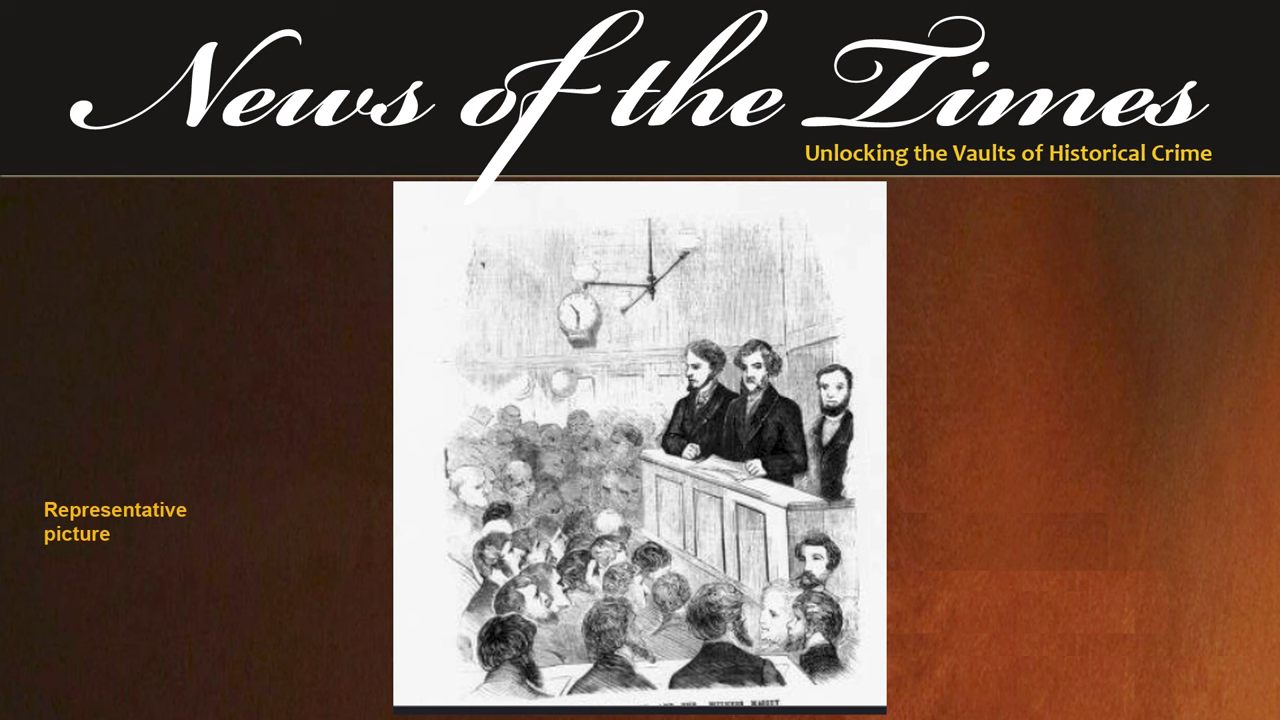 News of the Times
Unlocking the Vaults of Historical Crime
Representative
picture